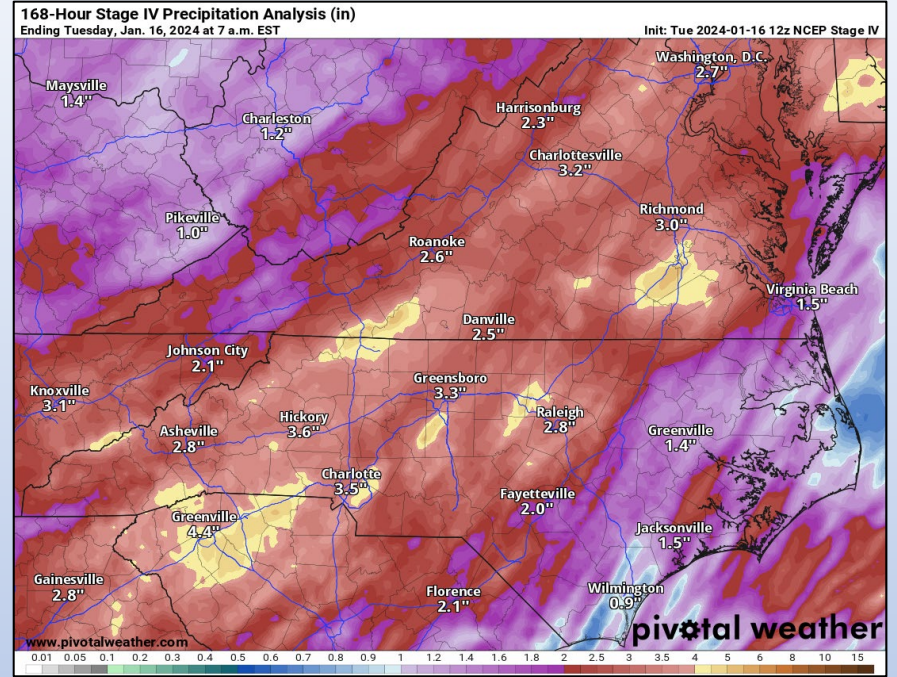 168-Hour Stage IV Precipitation Analysis (in)
Ending Tuesday, Jan. 16, 2024 at 7 a.m. EST Init: Tue 2024-01-16 12z NCEP Stage IV
Washington, D.C.
2.7"
Maysville
1.4"
Charleston
1.2"
Harrisonburg
2.3"
Charlottesville
3.2"
Pikeville
1.0"
Richmond
3.0"
Roanoke
2.6"
Virginia Beach
1.5"
Danville
2.5"
Johnson City
2.1"
Knoxville
3.1"
Greensboro
3.3"
Hickory
3.6"
Raleigh
2.8"
Asheville
2.8"
Greenville
1.4"
Charlotte
3.5"
Fayetteville
2.0"
Greenville
4.4"
Jacksonville
1.5"
Gainesville
2.8"
Florence
2.1"
Wilmington
0.9"
www.pivotalweather.com
pivotal weather
0.01 0.05 0.1 0.2 0.3 0.4 0.5 0.6 0.7 0.8 0.9 1 1.2 1.4 1.6 1.8 2 2.5 3 3.5 4 5 6 8 10 15